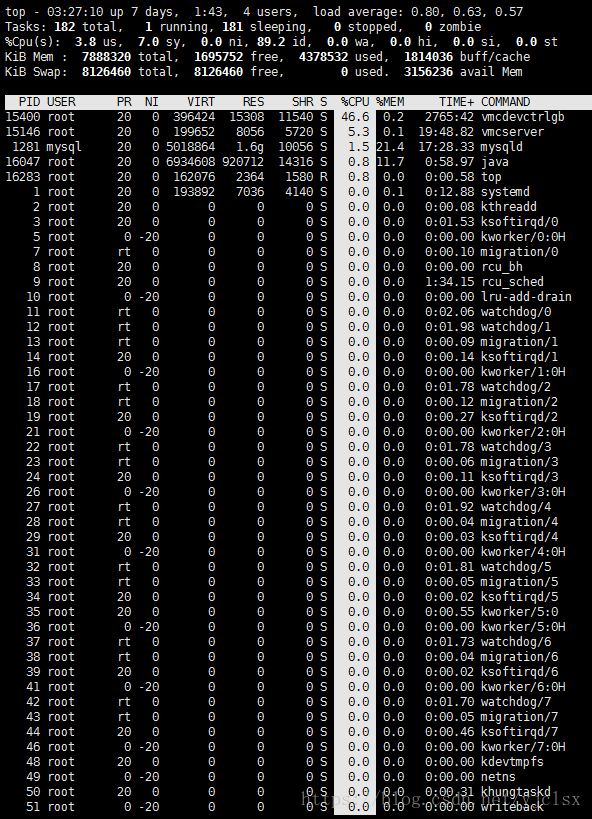 top - 03:27:10 up 7 days,  1:43,  4 users,  load average: 0.80, 0.63, 0.57
Tasks: 182 total,   1 running, 181 sleeping,   0 stopped,   0 zombie
%Cpu(s):  3.8 us,  7.0 sy,  0.0 ni, 89.2 id,  0.0 wa,  0.0 hi,  0.0 si,  0.0 st
KiB Mem :  7888320 total,  1695752 free,  4378532 used,  1814036 buff/cache
KiB Swap:  8126460 total,  8126460 free,        0 used.  3156236 avail Mem
PID USER      PR  NI    VIRT    RES    SHR S  %CPU %MEM     TIME+ COMMAND
15400 root      20   0  396424  15308  11540 S  46.6  0.2   2765:42 vmcdevctrlgb
15146 root      20   0  199652   8056   5720 S   5.3  0.1  19:48.82 vmcserver
1281 mysql     20   0 5018864   1.6g  10056 S   1.5 21.4  17:28.33 mysqld
16047 root      20   0 6934608 920712  14316 S   0.8 11.7   0:58.97 java
16283 root      20   0  162076   2364   1580 R   0.8  0.0   0:00.58 top
1 root      20   0  193892   7036   4140 S   0.0  0.1   0:12.88 systemd
2 root      20   0       0      0      0 S   0.0  0.0   0:00.08 kthreadd
3 root      20   0       0      0      0 S   0.0  0.0   0:01.53 ksoftirqd/0
5 root       0 -20       0      0      0 S   0.0  0.0   0:00.00 kworker/0:0H
7 root      rt   0       0      0      0 S   0.0  0.0   0:00.10 migration/0
8 root      20   0       0      0      0 S   0.0  0.0   0:00.00 rcu_bh
9 root      20   0       0      0      0 S   0.0  0.0   1:34.15 rcu_sched
10 root       0 -20       0      0      0 S   0.0  0.0   0:00.00 lru-add-drain
11 root      rt   0       0      0      0 S   0.0  0.0   0:02.06 watchdog/0
12 root      rt   0       0      0      0 S   0.0  0.0   0:01.98 watchdog/1
13 root      rt   0       0      0      0 S   0.0  0.0   0:00.09 migration/1
14 root      20   0       0      0      0 S   0.0  0.0   0:00.14 ksoftirqd/1
16 root       0 -20       0      0      0 S   0.0  0.0   0:00.00 kworker/1:0H
17 root      rt   0       0      0      0 S   0.0  0.0   0:01.78 watchdog/2
18 root      rt   0       0      0      0 S   0.0  0.0   0:00.12 migration/2
19 root      20   0       0      0      0 S   0.0  0.0   0:00.27 ksoftirqd/2
21 root       0 -20       0      0      0 S   0.0  0.0   0:00.00 kworker/2:0H
22 root      rt   0       0      0      0 S   0.0  0.0   0:01.78 watchdog/3
23 root      rt   0       0      0      0 S   0.0  0.0   0:00.06 migration/3
24 root      20   0       0      0      0 S   0.0  0.0   0:00.11 ksoftirqd/3
26 root       0 -20       0      0      0 S   0.0  0.0   0:00.00 kworker/3:0H
27 root      rt   0       0      0      0 S   0.0  0.0   0:01.92 watchdog/4
28 root      rt   0       0      0      0 S   0.0  0.0   0:00.04 migration/4
29 root      20   0       0      0      0 S   0.0  0.0   0:00.03 ksoftirqd/4
31 root       0 -20       0      0      0 S   0.0  0.0   0:00.00 kworker/4:0H
32 root      rt   0       0      0      0 S   0.0  0.0   0:01.81 watchdog/5
33 root      rt   0       0      0      0 S   0.0  0.0   0:00.05 migration/5
34 root      20   0       0      0      0 S   0.0  0.0   0:00.02 ksoftirqd/5
35 root      20   0       0      0      0 S   0.0  0.0   0:00.55 kworker/5:0
36 root       0 -20       0      0      0 S   0.0  0.0   0:00.00 kworker/5:0H
37 root      rt   0       0      0      0 S   0.0  0.0   0:01.73 watchdog/6
38 root      rt   0       0      0      0 S   0.0  0.0   0:00.04 migration/6
39 root      20   0       0      0      0 S   0.0  0.0   0:00.02 ksoftirqd/6
41 root       0 -20       0      0      0 S   0.0  0.0   0:00.00 kworker/6:0H
42 root      rt   0       0      0      0 S   0.0  0.0   0:01.70 watchdog/7
43 root      rt   0       0      0      0 S   0.0  0.0   0:00.05 migration/7
44 root      20   0       0      0      0 S   0.0  0.0   0:00.46 ksoftirqd/7
46 root       0 -20       0      0      0 S   0.0  0.0   0:00.00 kworker/7:0H
48 root      20   0       0      0      0 S   0.0  0.0   0:00.00 kdevtmpfs
49 root       0 -20       0      0      0 S   0.0  0.0   0:00.00 netns
50 root      20   0       0      0      0 S   0.0  0.0   0:00.31 khungtaskd
51 root       0 -20       0      0      0 S   0.0  0.0   0:00.00 writeback